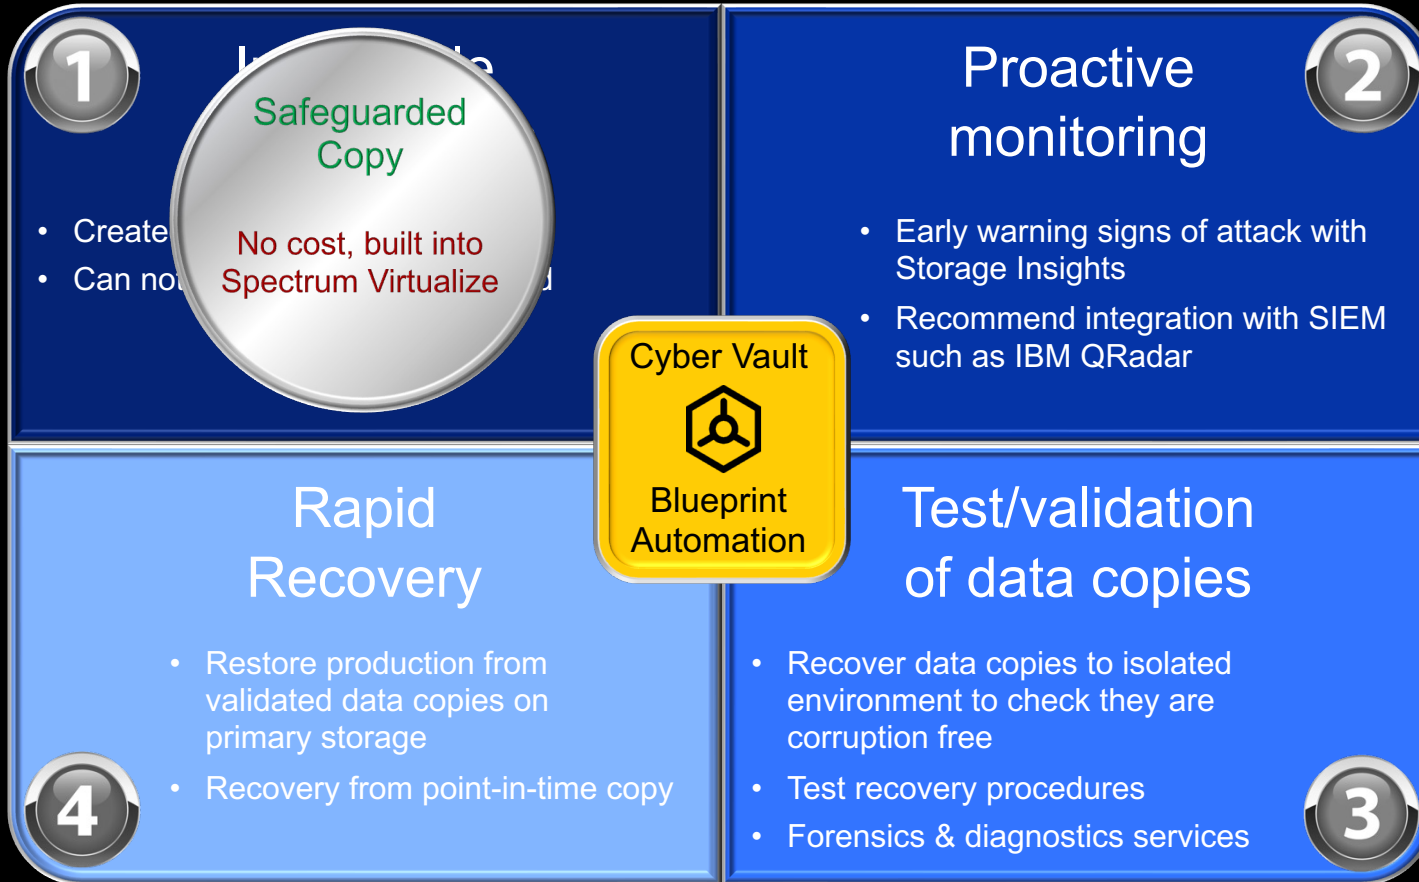 1
Safeguarded
Copy
No cost, built into
Spectrum Virtualize
• Create
• Can not
2
Proactive
monitoring
• Early warning signs of attack with
Storage Insights
• Recommend integration with SIEM
such as IBM QRadar
Cyber Vault
Blueprint
Automation
4
Rapid
Recovery
• Restore production from
validated data copies on
primary storage
• Recovery from point-in-time copy
3
Test/validation
of data copies
• Recover data copies to isolated
environment to check they are
corruption free
• Test recovery procedures
• Forensics & diagnostics services